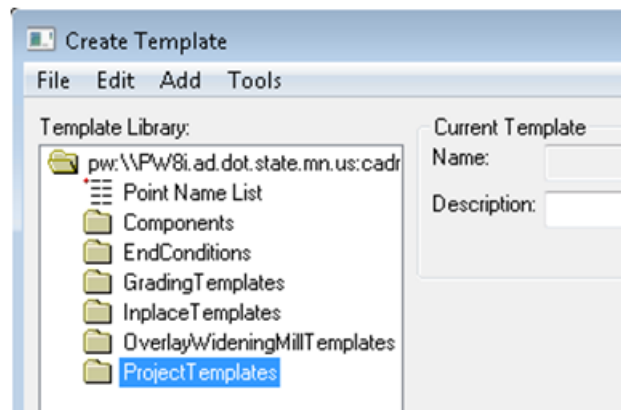 Create Template
File Edit Add Tools
Template Library:
pw:\\PW8i.ad.dot.state.mn.us:cadr
Point Name List
Components
EndConditions
GradingTemplates
InplaceTemplates
OverlayWideningMillTemplates
ProjectTemplates
Current Template
Name:
Description: